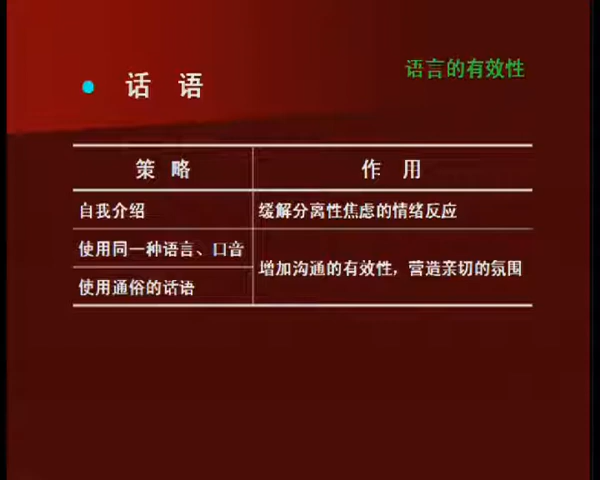 语言的有效性
话语
策略 作用
自我介绍 缓解分离性焦虑的情绪反应
使用同一种语言、口音
增加沟通的有效性，营造亲切的氛围
使用通俗的话语